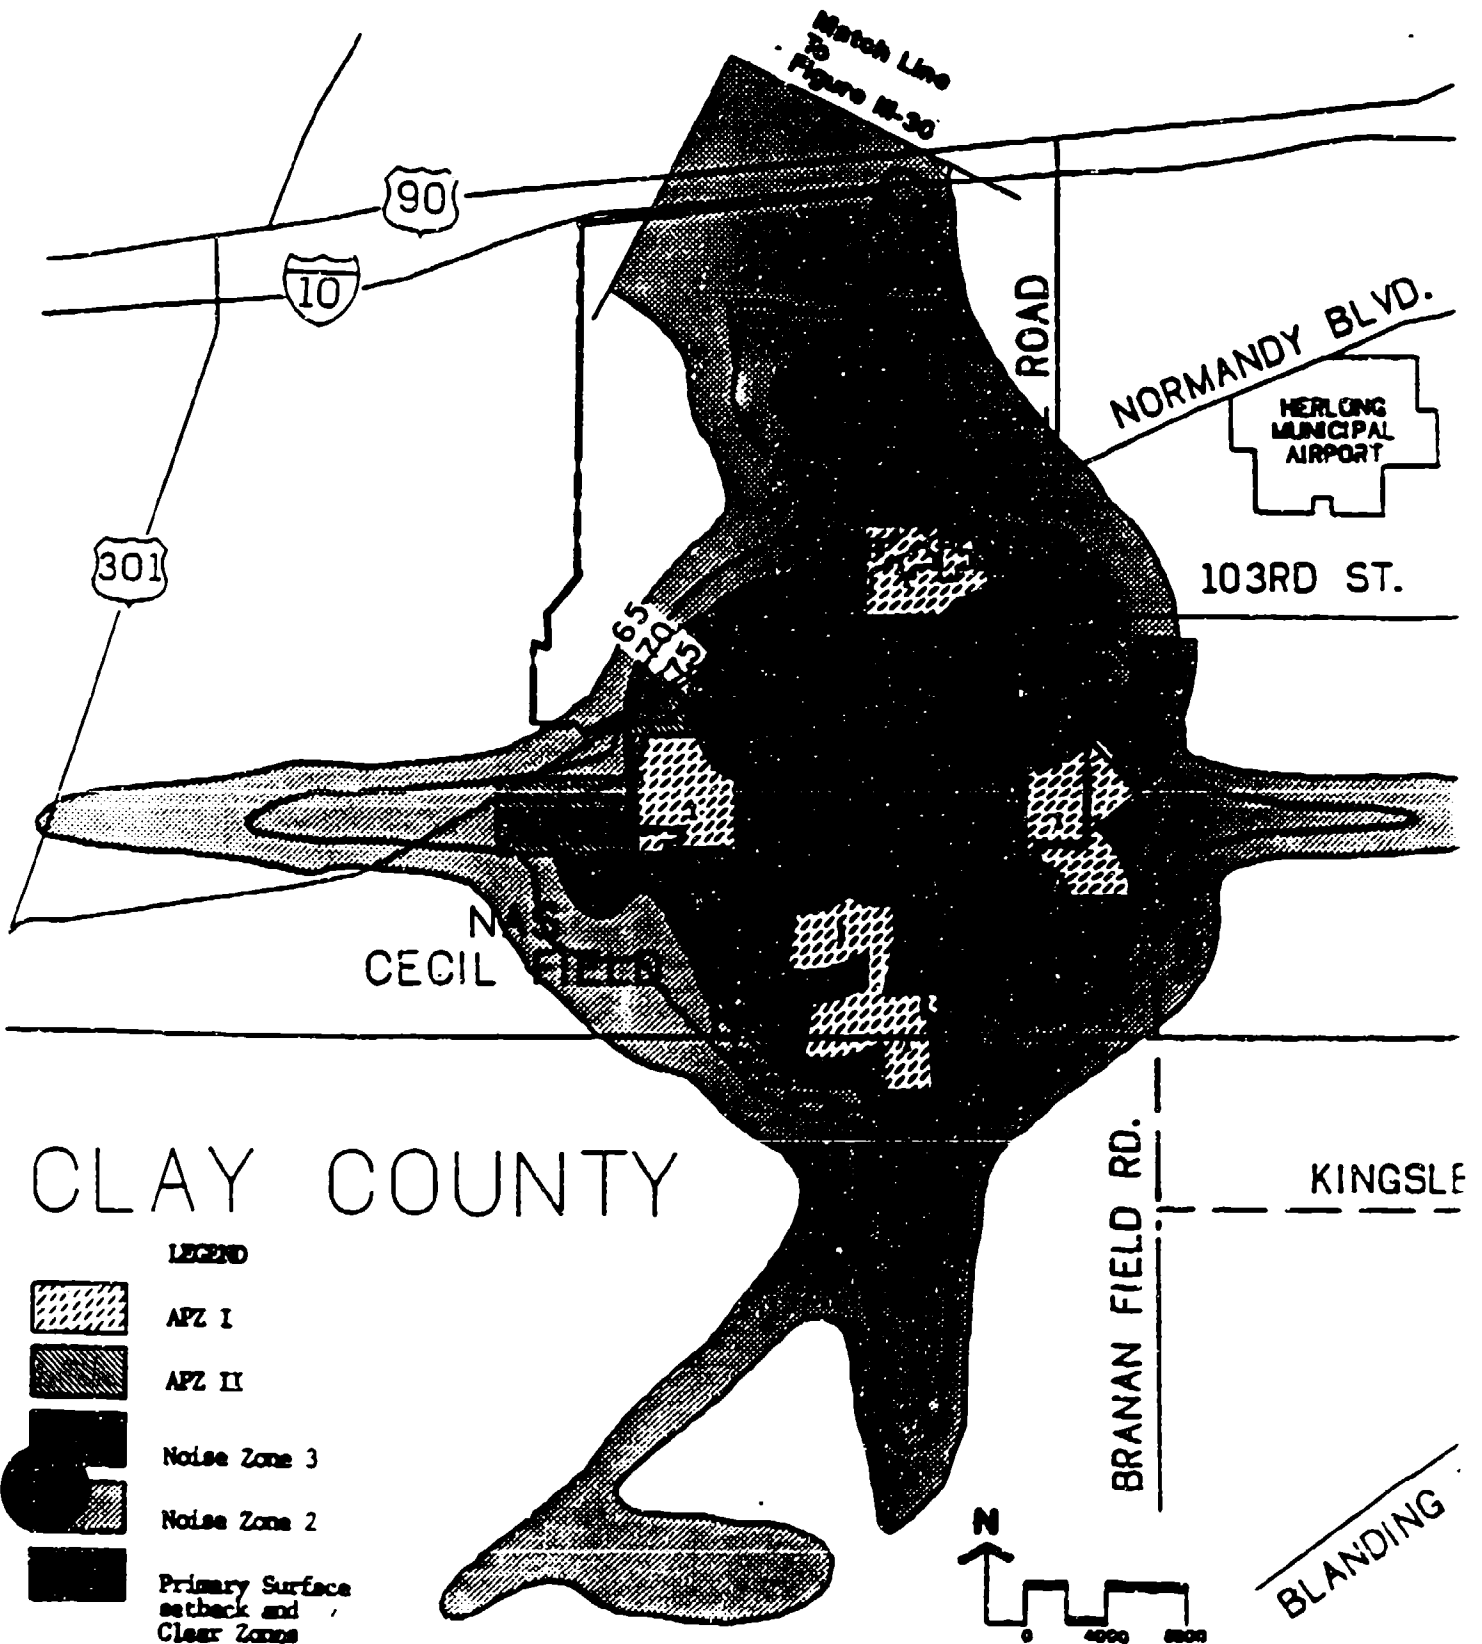 Match Line
To
Figure III-30
90
10
ROAD
NORMANDY BLVD.
HERLONG
MUNICIPAL
AIRPORT
301
103RD ST.
65
70
75
NAS
CECIL FIELD
CLAY COUNTY
KINGSLE
BRANAN FIELD RD.
BLANDING
LEGEND
APZ I
APZ II
Noise Zone 3
Noise Zone 2
Primary Surface
setback and
Clear Zones
N
0 4000 8000